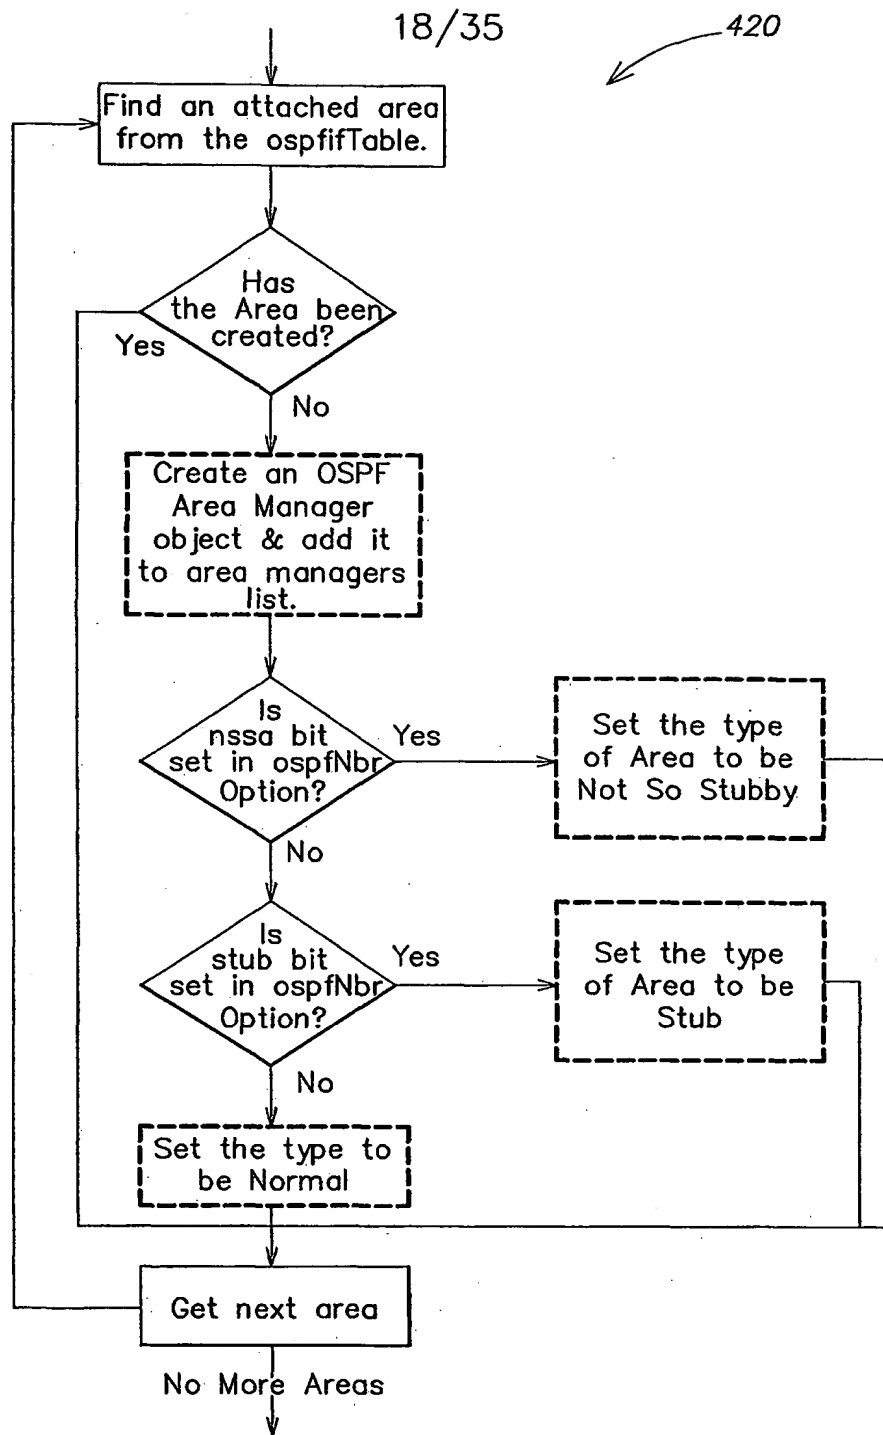 18/35
420
Find an attached area
from the ospfifTable.
Has
the Area been
created?
Yes
No
Create an OSPF
Area Manager
object & add it
to area managers
list.
Is
nssa bit
set in ospfNbr
Option?
Yes
Set the type
of Area to be
Not So Stubby
No
Is
stub bit
set in ospfNbr
Option?
Yes
Set the type
of Area to be
Stub
No
Set the type to
be Normal
Get next area
No More Areas